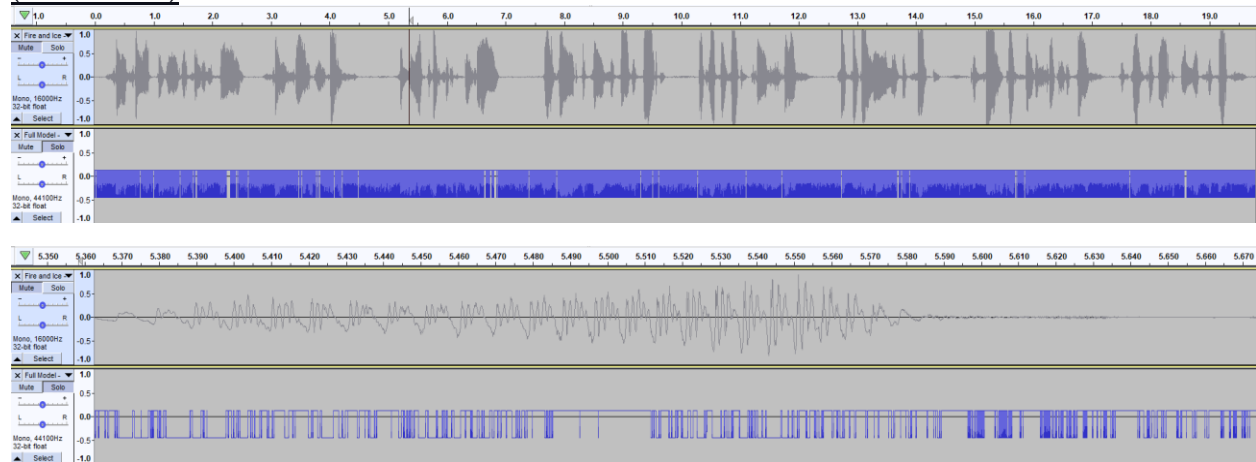 1.0 0.0 1.0 2.0 3.0 4.0 5.0 6.0 7.0 8.0 9.0 10.0 11.0 12.0 13.0 14.0 15.0 16.0 17.0 18.0 19.0
× Fire and Ice - 1.0
Mute Solo 0.5
- +
L R 0.0
Mono, 16000Hz
32-bit float -0.5
Select -1.0
× Full Model - 1.0
Mute Solo 0.5
- +
L R 0.0
Mono, 44100Hz
32-bit float -0.5
Select -1.0
5.350 5.360 5.370 5.380 5.390 5.400 5.410 5.420 5.430 5.440 5.450 5.460 5.470 5.480 5.490 5.500 5.510 5.520 5.530 5.540 5.550 5.560 5.570 5.580 5.590 5.600 5.610 5.620 5.630 5.640 5.650 5.660 5.670
× Fire and Ice - 1.0
Mute Solo 0.5
- +
L R 0.0
Mono, 16000Hz
32-bit float -0.5
Select -1.0
× Full Model - 1.0
Mute Solo 0.5
- +
L R 0.0
Mono, 44100Hz
32-bit float -0.5
Select -1.0